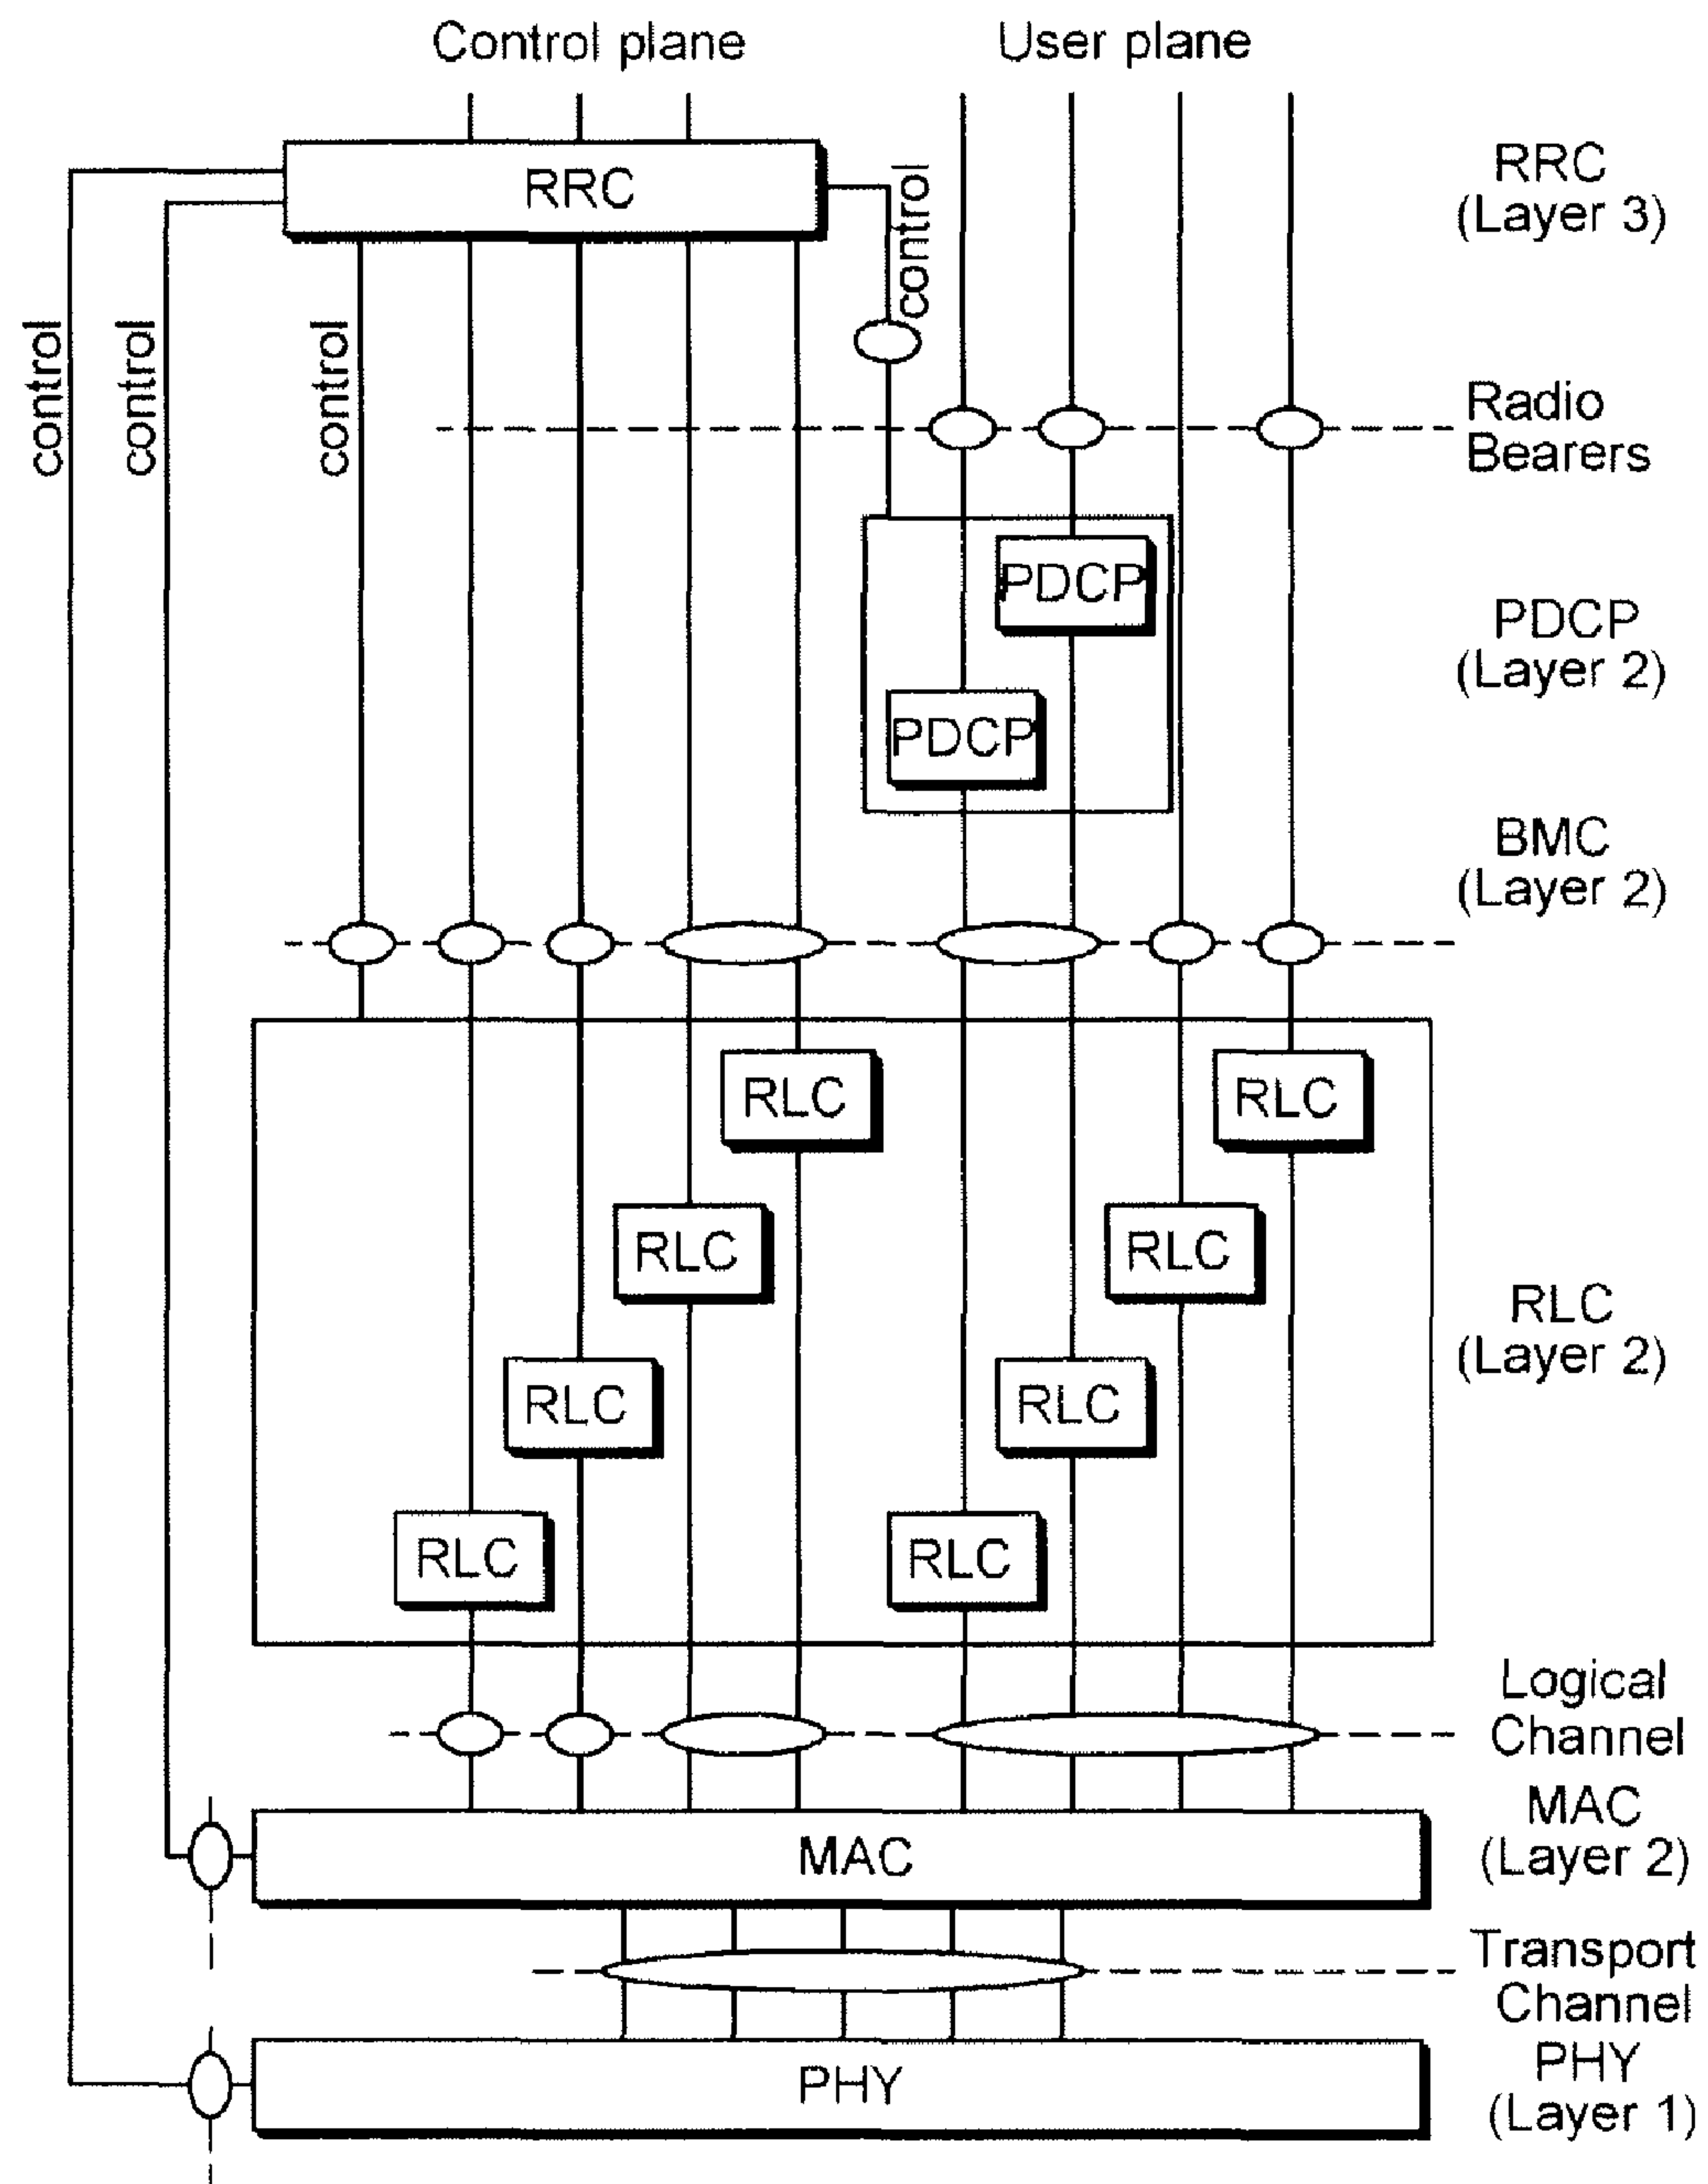 Control plane
User plane
RRC
RRC
(Layer 3)
control
control
control
control
Radio
Bearers
PDCP
PDCP
(Layer 2)
PDCP
BMC
(Layer 2)
RLC
RLC
RLC
RLC
RLC
(Layer 2)
RLC
RLC
RLC
RLC
Logical
Channel
MAC
MAC
(Layer 2)
Transport
Channel
PHY
PHY
(Layer 1)